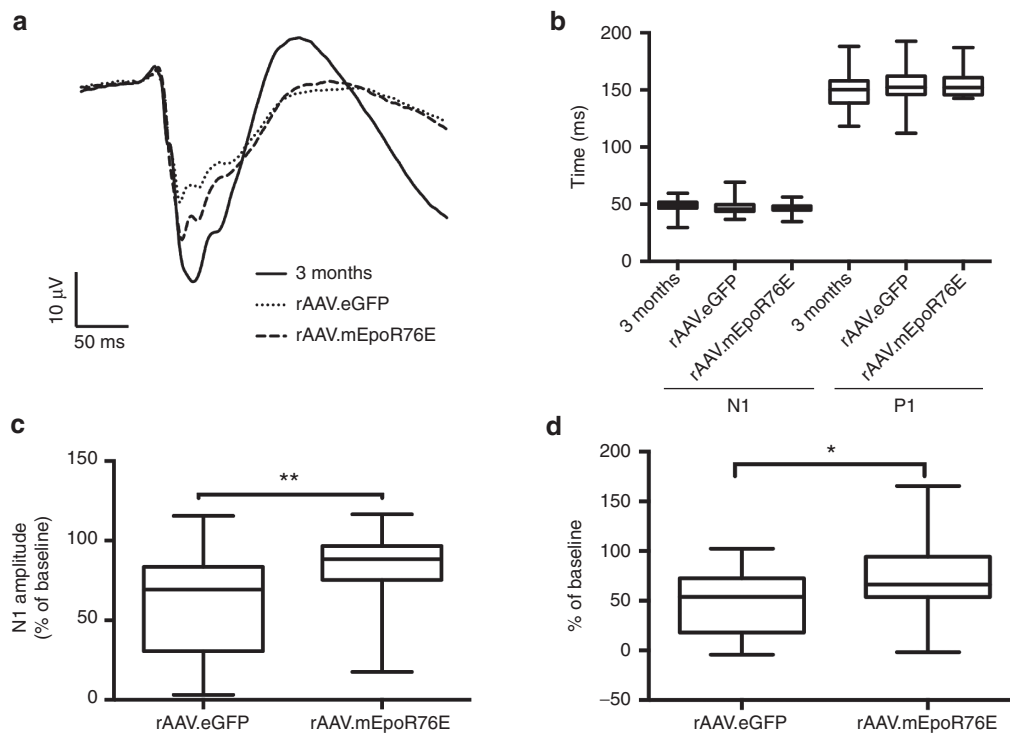 a
10 µV
50 ms
3 months
rAAV.eGFP
rAAV.mEpoR76E
b
Time (ms)
200
150
100
50
0
3 months
rAAV.eGFP
rAAV.mEpoR76E
3 months
rAAV.eGFP
rAAV.mEpoR76E
N1
P1
c
N1 amplitude
(% of baseline)
150
100
50
0
**
rAAV.eGFP
rAAV.mEpoR76E
d
% of baseline
200
150
100
50
0
–50
*
rAAV.eGFP
rAAV.mEpoR76E